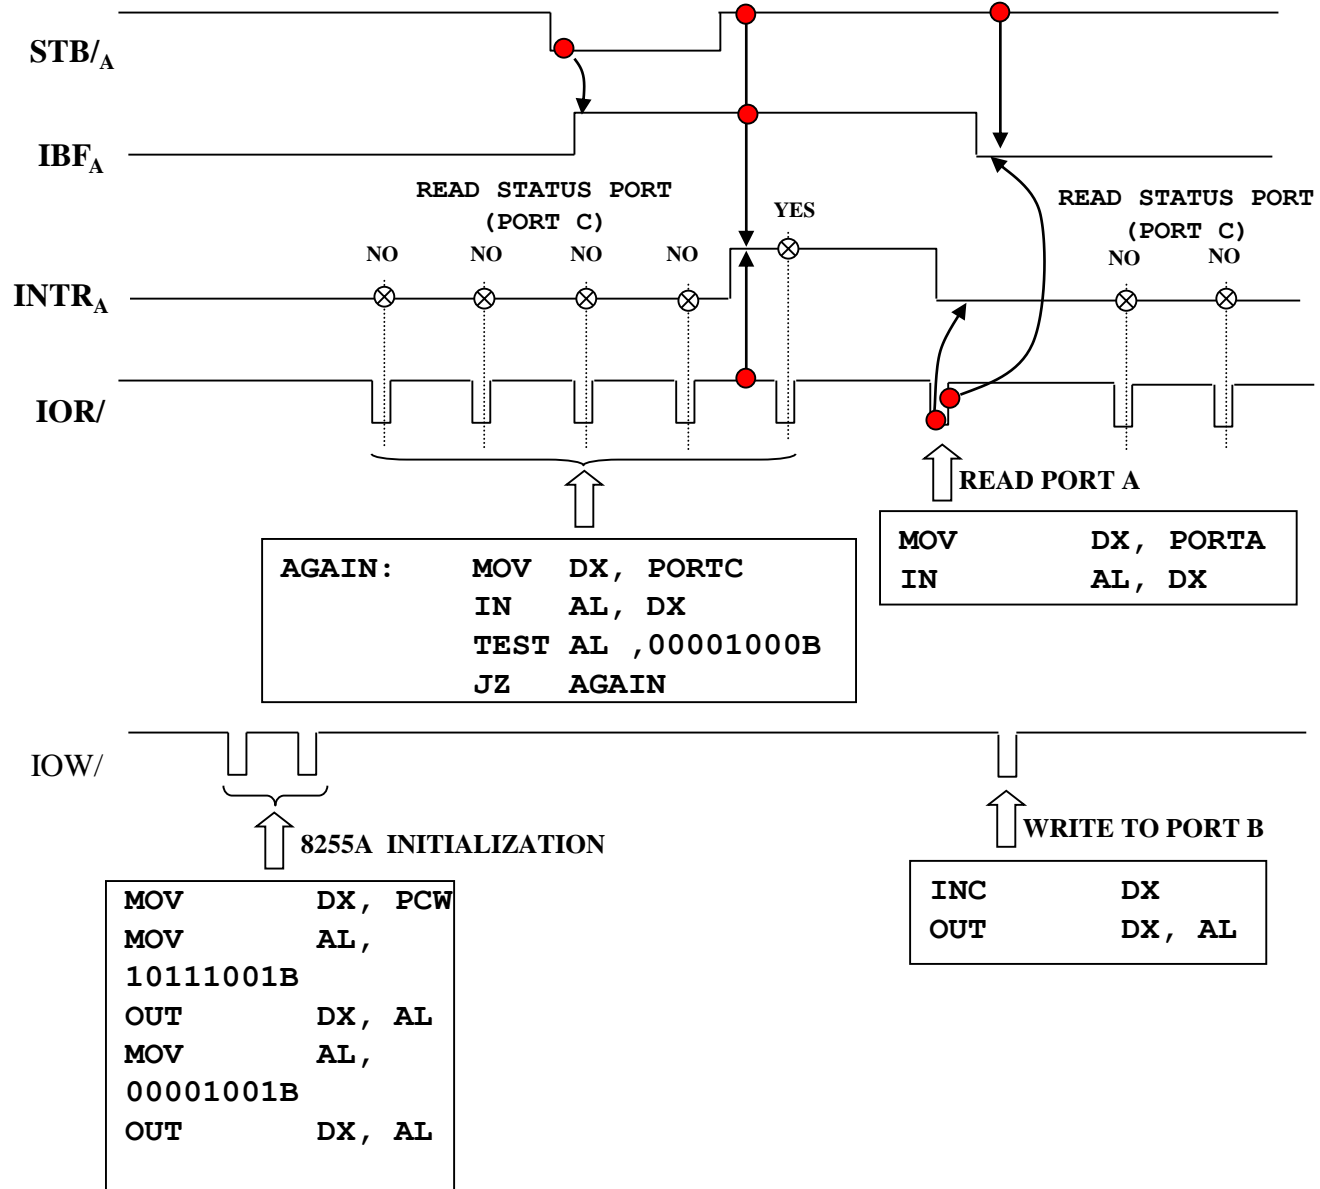 STB/A
IBFA
READ STATUS PORT
(PORT C)
YES
READ STATUS PORT
(PORT C)
NO NO NO NO
NO NO
INTRA
IOR/
READ PORT A
MOV DX, PORTA
IN AL, DX
AGAIN: MOV DX, PORTC
IN AL, DX
TEST AL ,00001000B
JZ AGAIN
IOW/
8255A INITIALIZATION
WRITE TO PORT B
MOV DX, PCW
MOV AL,
10111001B
OUT DX, AL
MOV AL,
00001001B
OUT DX, AL
INC DX
OUT DX, AL